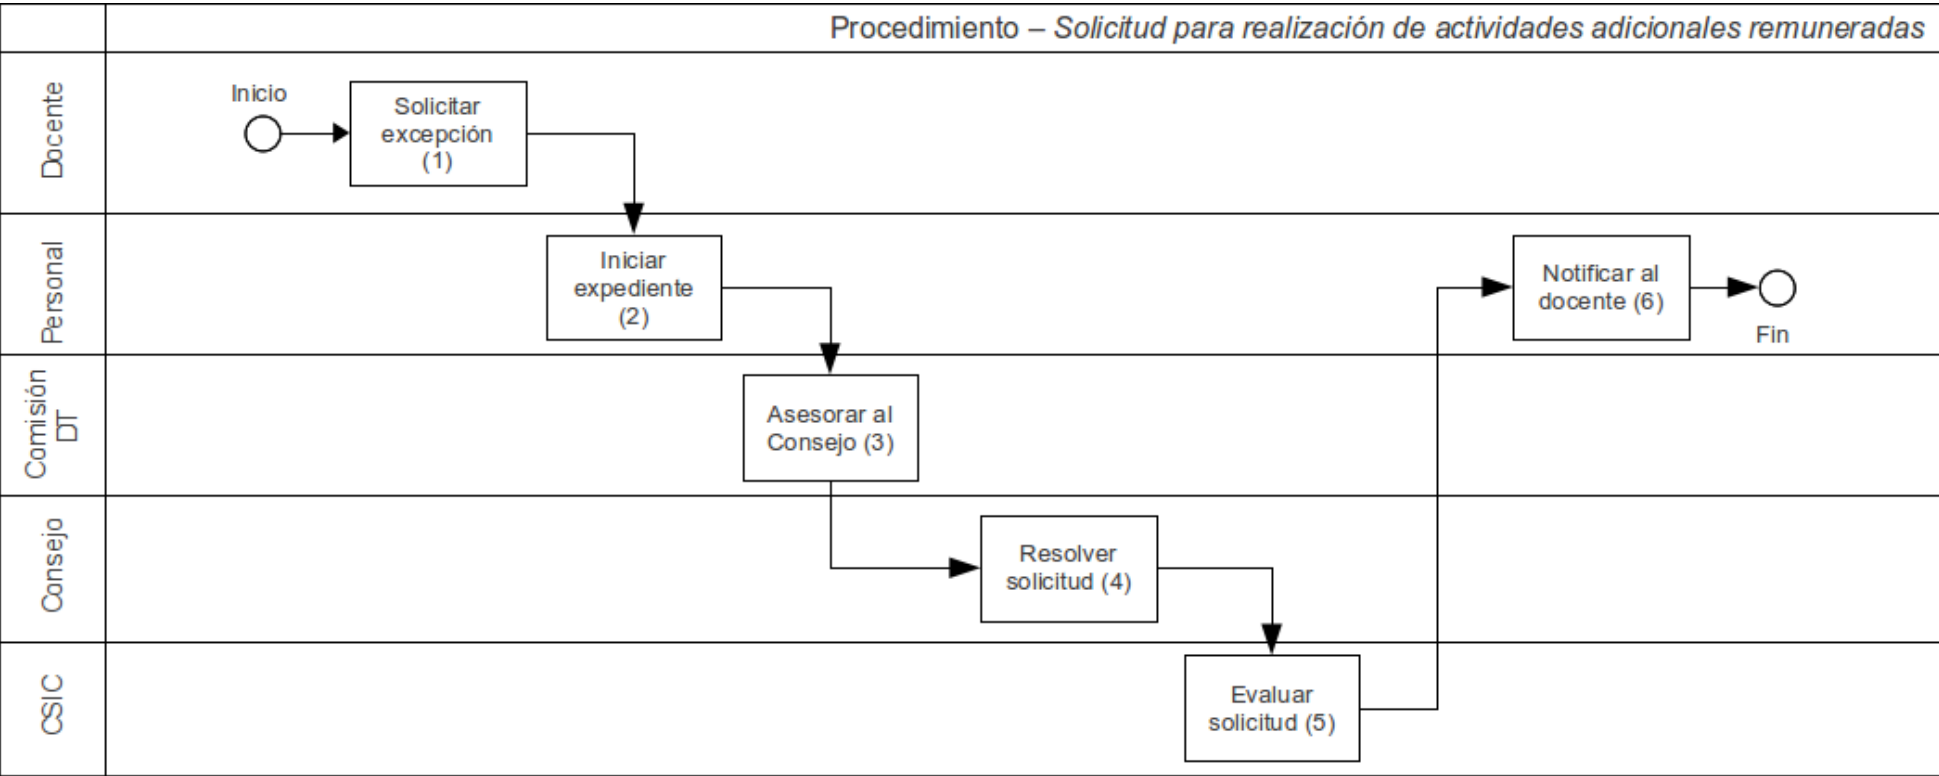 Procedimiento – Solicitud para realización de actividades adicionales remuneradas
Docente
Inicio
Solicitar
excepción
(1)
Personal
Iniciar
expediente
(2)
Notificar al
docente (6)
Fin
Comisión
DT
Asesorar al
Consejo (3)
Consejo
Resolver
solicitud (4)
CSIC
Evaluar
solicitud (5)